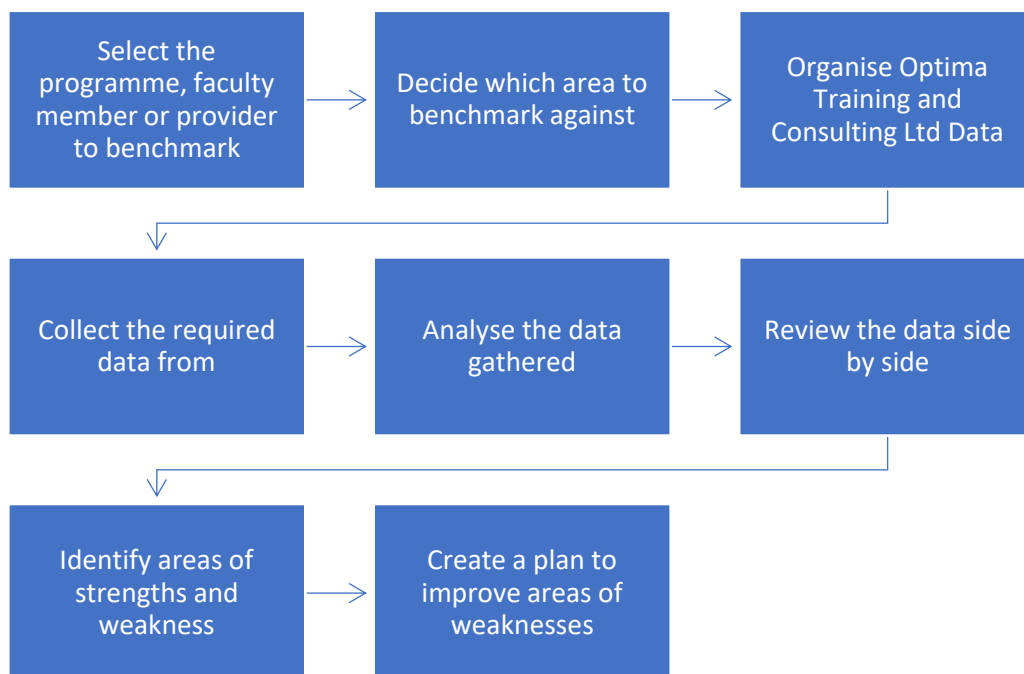 Select the
programme, faculty
member or provider
to benchmark
Decide which area to
benchmark against
Organise Optima
Training and
Consulting Ltd Data
Collect the required
data from
Analyse the data
gathered
Review the data side
by side
Identify areas of
strengths and
weakness
Create a plan to
improve areas of
weaknesses